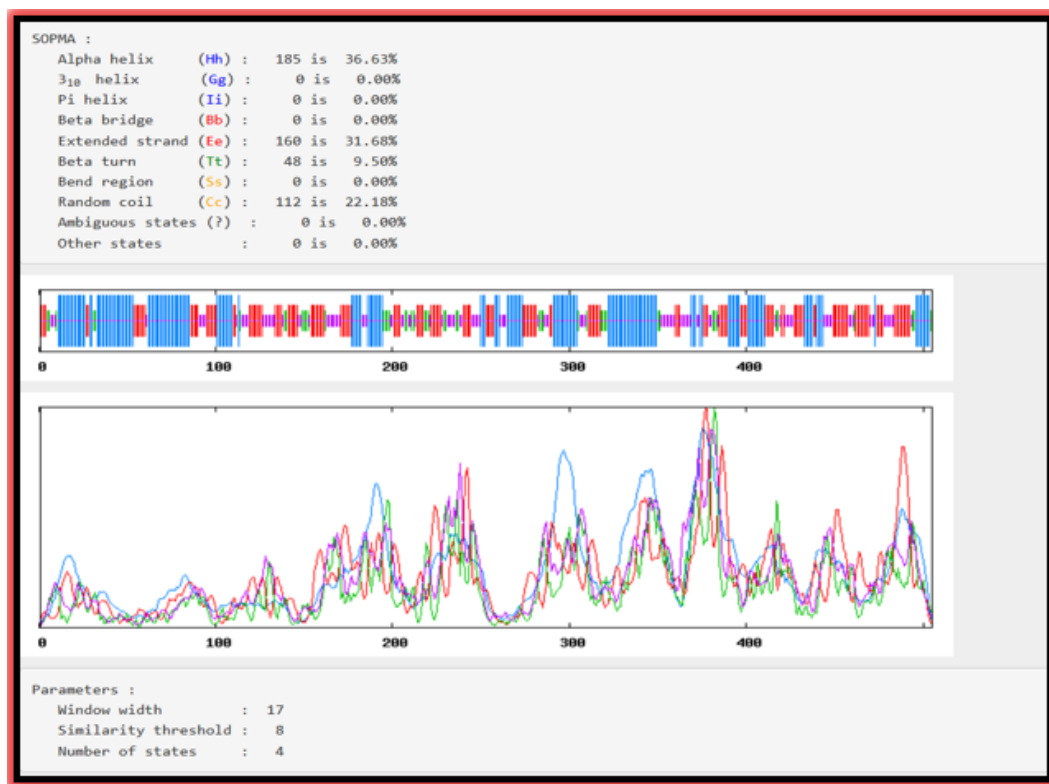 SOPMA :
Alpha helix (Hh) : 185 is 36.63%
3₁₀ helix (Gg) : 0 is 0.00%
Pi helix (Ii) : 0 is 0.00%
Beta bridge (Bb) : 0 is 0.00%
Extended strand (Ee) : 160 is 31.68%
Beta turn (Tt) : 48 is 9.50%
Bend region (Ss) : 0 is 0.00%
Random coil (Cc) : 112 is 22.18%
Ambiguous states (?) : 0 is 0.00%
Other states : 0 is 0.00%
0 100 200 300 400
0 100 200 300 400
Parameters :
Window width : 17
Similarity threshold : 8
Number of states : 4